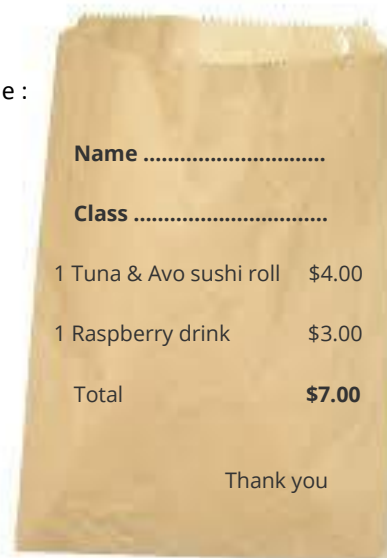 e :
Name ..............................
Class ................................
1 Tuna & Avo sushi roll $4.00
1 Raspberry drink $3.00
Total $7.00
Thank you